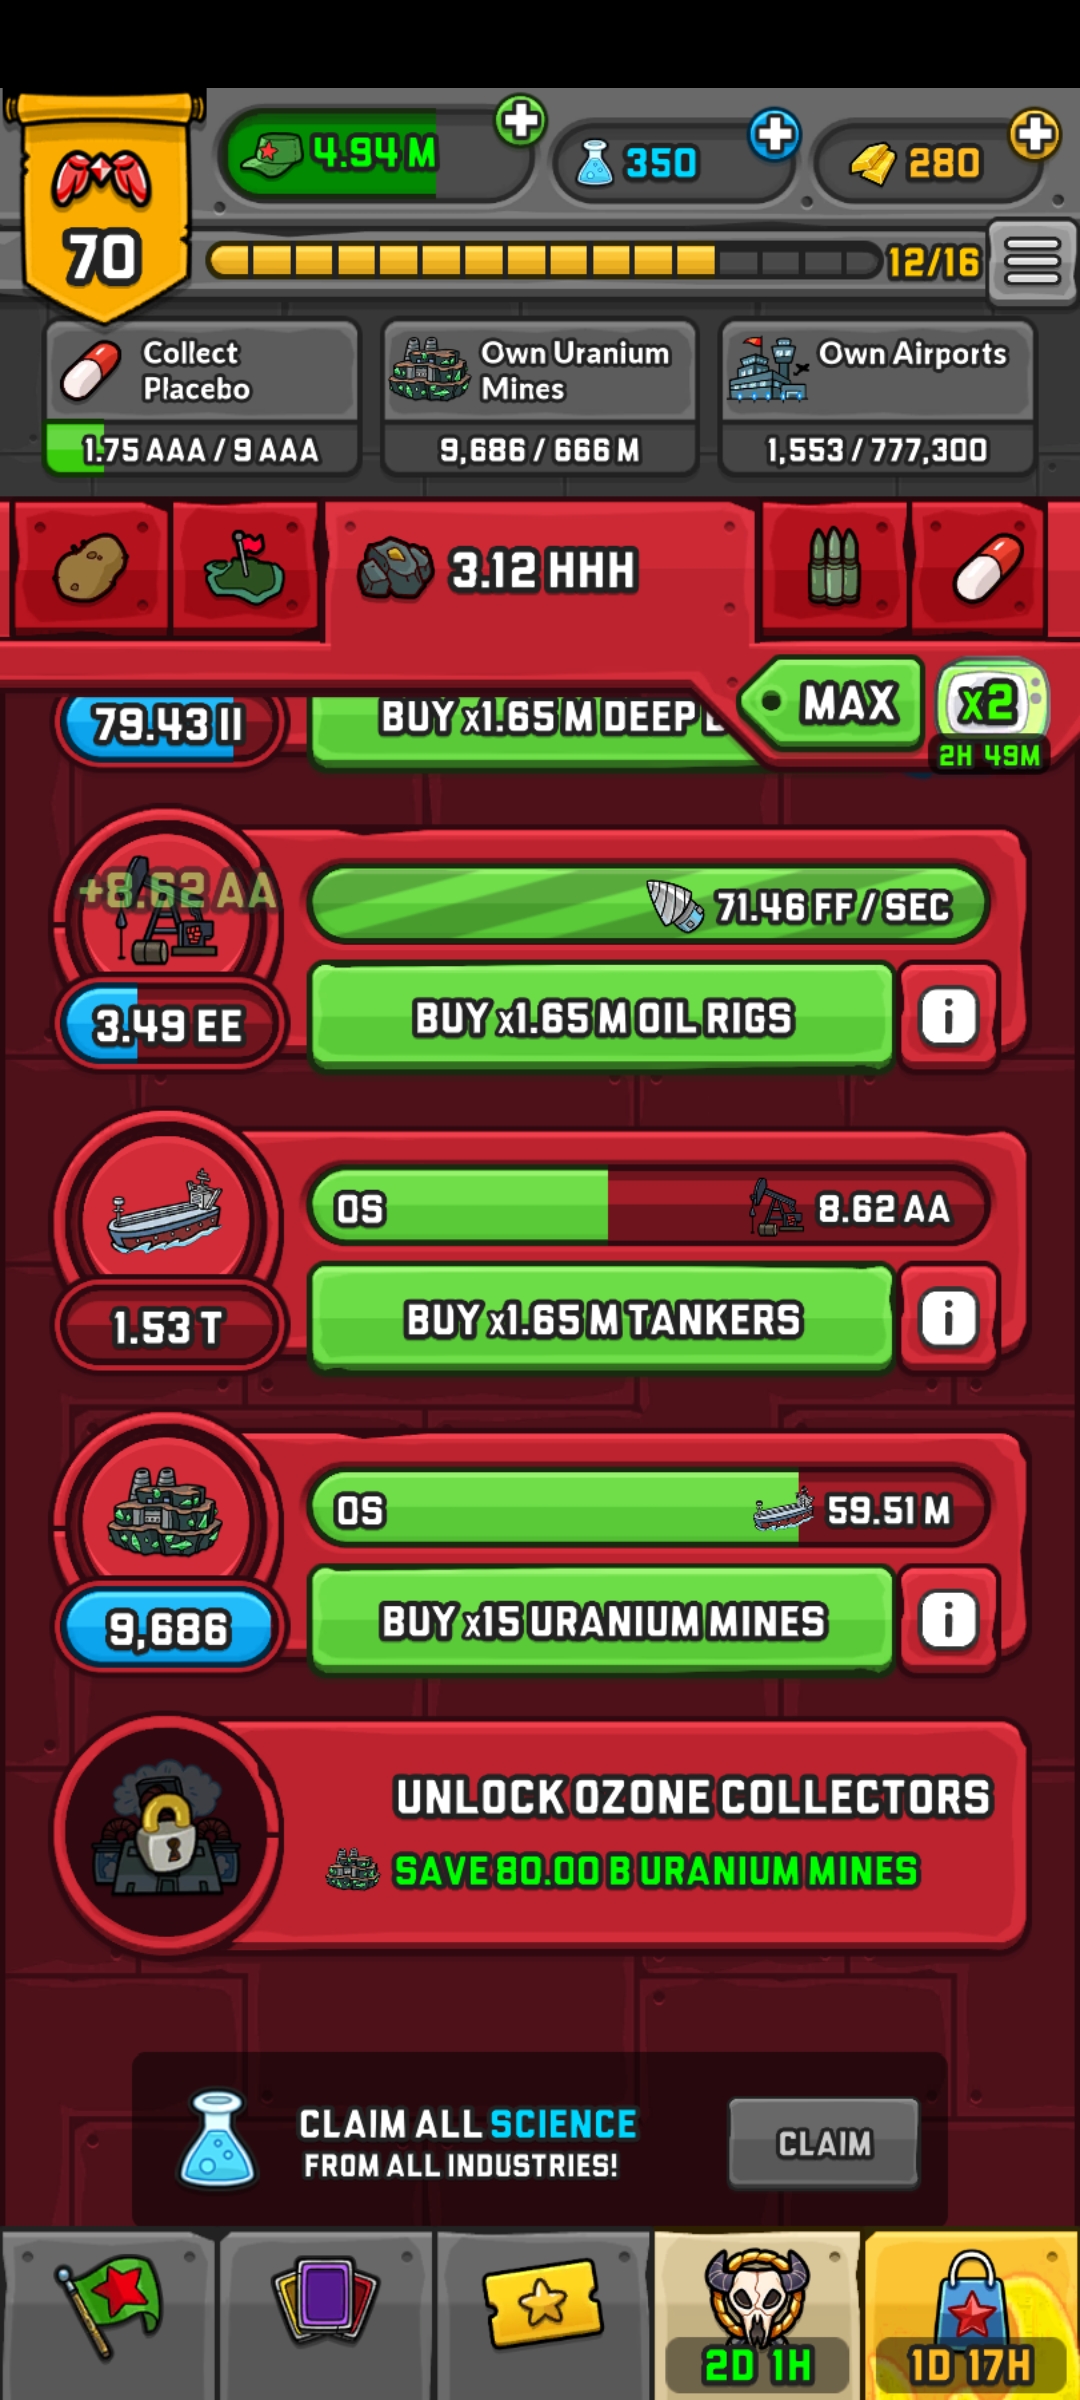 4.94 M
350
280
70
12/16
Collect
Placebo
Own Uranium
Mines
Own Airports
1.75 AAA / 9 AAA
9,686 / 666 M
1,553 / 777,300
3.12 HHH
MAX
x2
2H 49M
79.43 II
BUY x1.65 M DEEP
+8.62 AA
71.46 FF / SEC
3.49 EE
BUY x1.65 M OIL RIGS
i
0S
8.62 AA
1.53 T
BUY x1.65 M TANKERS
i
0S
59.51 M
9,686
BUY x15 URANIUM MINES
i
UNLOCK OZONE COLLECTORS
SAVE 80.00 B URANIUM MINES
CLAIM ALL SCIENCE
FROM ALL INDUSTRIES!
CLAIM
2D 1H
1D 17H